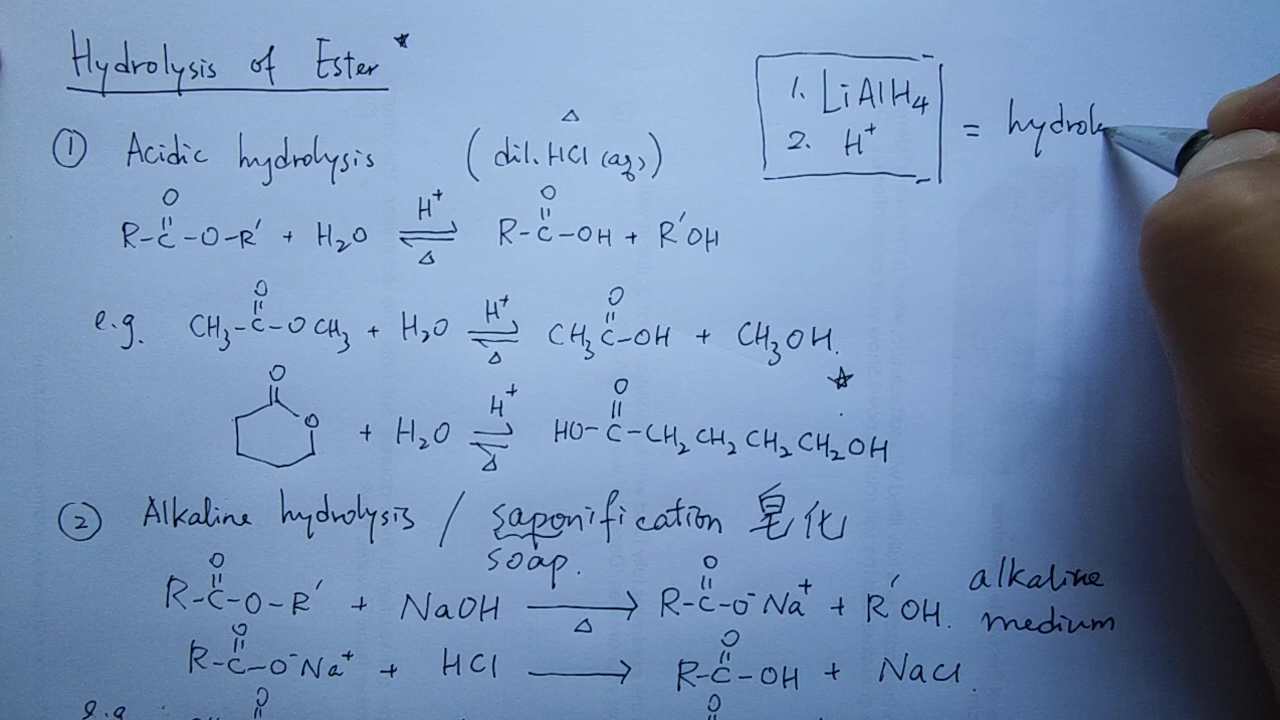 Hydrolysis of Ester*
① Acidic hydrolysis (dil. HCl (aq)) Δ
R-C(=O)-O-R' + H₂O ⇌ (H⁺, Δ) R-C(=O)-OH + R'OH
e.g. CH₃-C(=O)-OCH₃ + H₂O ⇌ (H⁺, Δ) CH₃C(=O)-OH + CH₃OH.
O O + H₂O ⇌ (H⁺, Δ) HO-C(=O)-CH₂CH₂CH₂CH₂OH ☆
② Alkaline hydrolysis / saponification 皂化
soap.
R-C(=O)-O-R' + NaOH →(Δ) R-C(=O)-O⁻Na⁺ + R'OH. alkaline medium
R-C(=O)-O⁻Na⁺ + HCl → R-C(=O)-OH + NaCl.
e.g.
1. LiAlH₄
2. H⁺
= hydrol